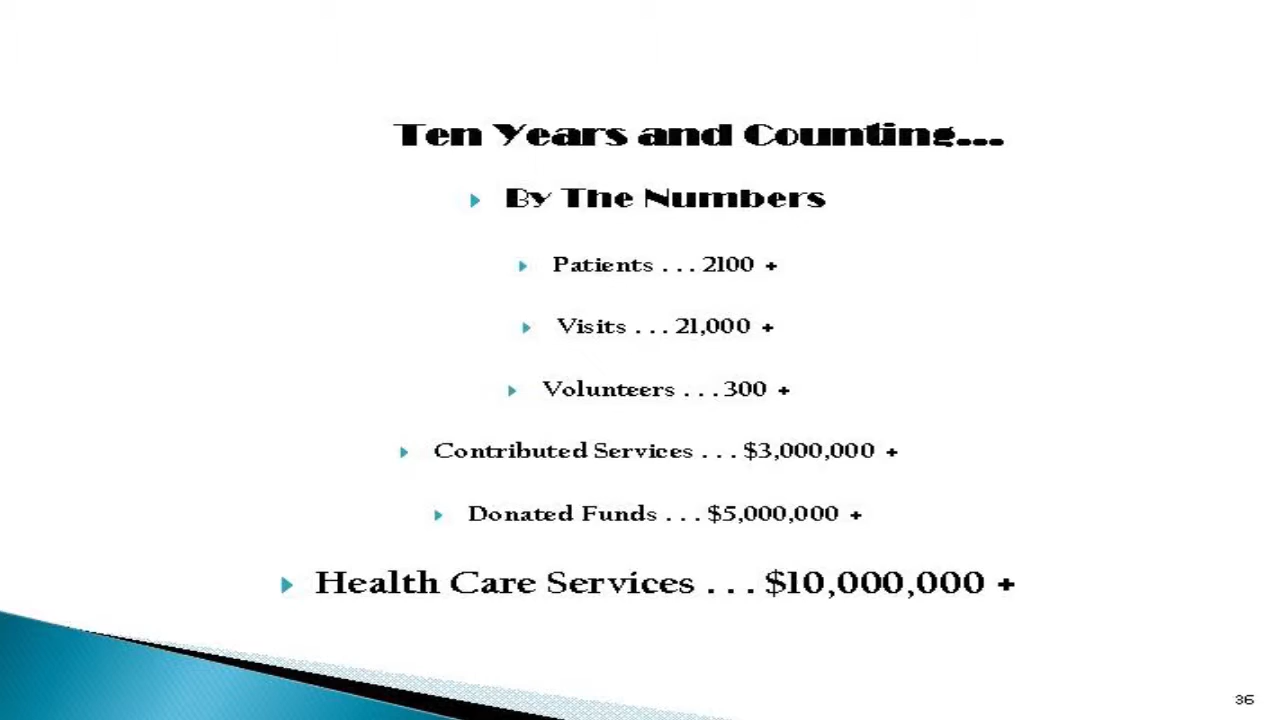 Ten Years and Counting...
By The Numbers
Patients . . . 2100 +
Visits . . . 21,000 +
Volunteers . . . 300 +
Contributed Services . . . $3,000,000 +
Donated Funds . . . $5,000,000 +
Health Care Services . . . $10,000,000 +
36